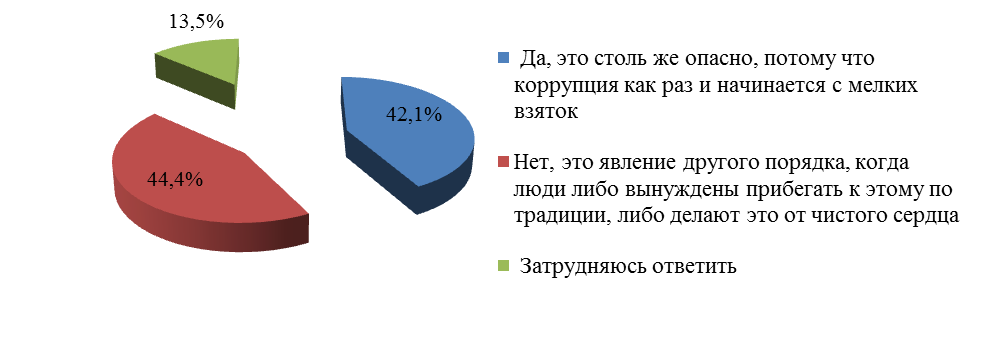 13,5%
42,1%
44,4%
Да, это столь же опасно, потому что
коррупция как раз и начинается с мелких
взяток
Нет, это явление другого порядка, когда
люди либо вынуждены прибегать к этому по
традиции, либо делают это от чистого сердца
Затрудняюсь ответить